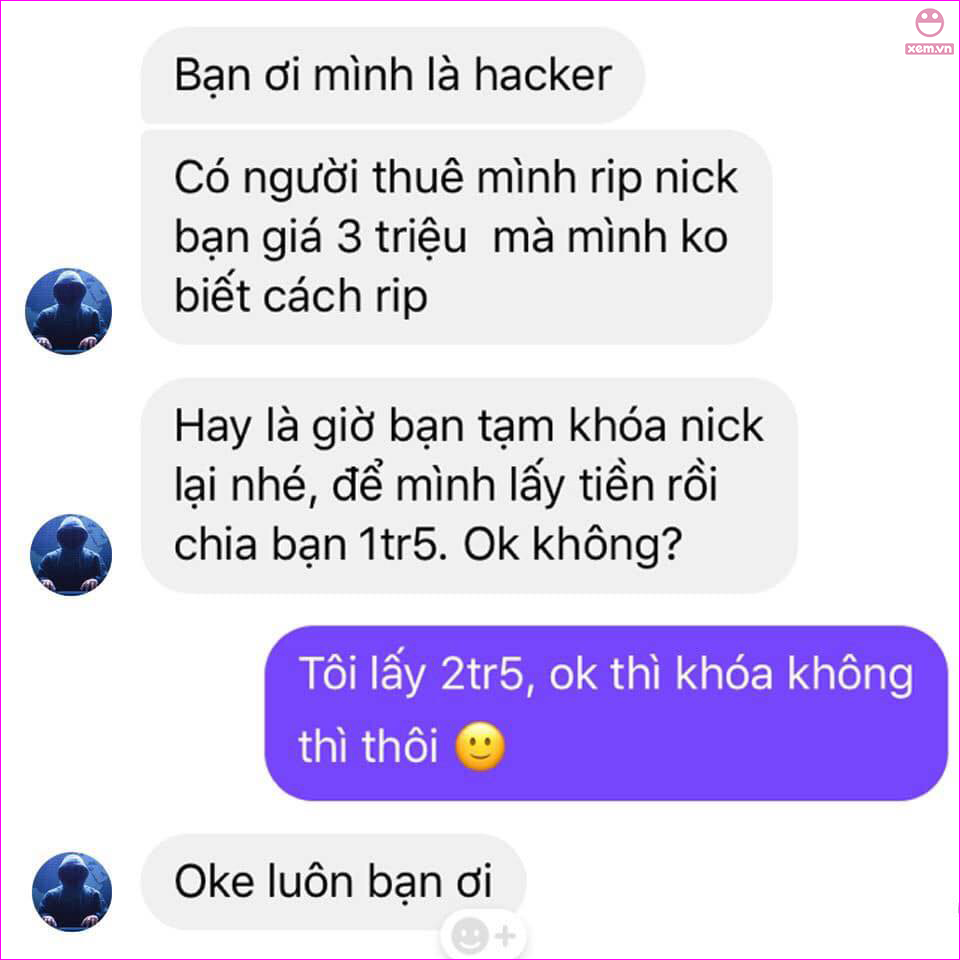 xem.vn
Bạn ơi mình là hacker
Có người thuê mình rip nick
bạn giá 3 triệu mà mình ko
biết cách rip
Hay là giờ bạn tạm khóa nick
lại nhé, để mình lấy tiền rồi
chia bạn 1tr5. Ok không?
Tôi lấy 2tr5, ok thì khóa không
thì thôi 🙂
Oke luôn bạn ơi